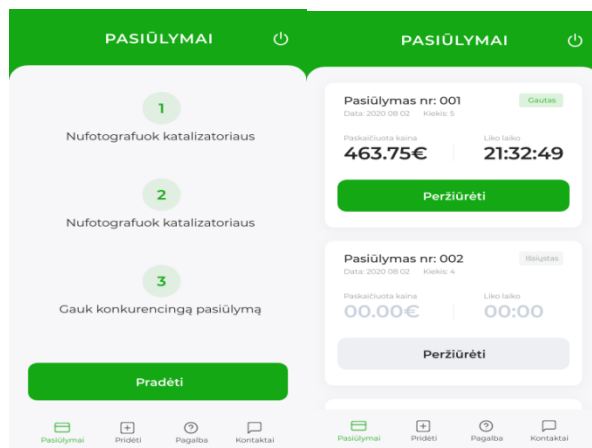 PASIŪLYMAI
1
Nufotografuok katalizatoriaus
2
Nufotografuok katalizatoriaus
3
Gauk konkurencingą pasiūlymą
Pradėti
Pasiūlymai Pridėti Pagalba Kontaktai
PASIŪLYMAI
Pasiūlymas nr: 001 Gautas
Data: 2020 08 02 Kiekis: 5
Paskaičiuota kaina Liko laiko
463.75€ 21:32:49
Peržiūrėti
Pasiūlymas nr: 002 Išsiųstas
Data: 2020 08 02 Kiekis: 4
Paskaičiuota kaina Liko laiko
00.00€ 00:00
Peržiūrėti
Pasiūlymai Pridėti Pagalba Kontaktai